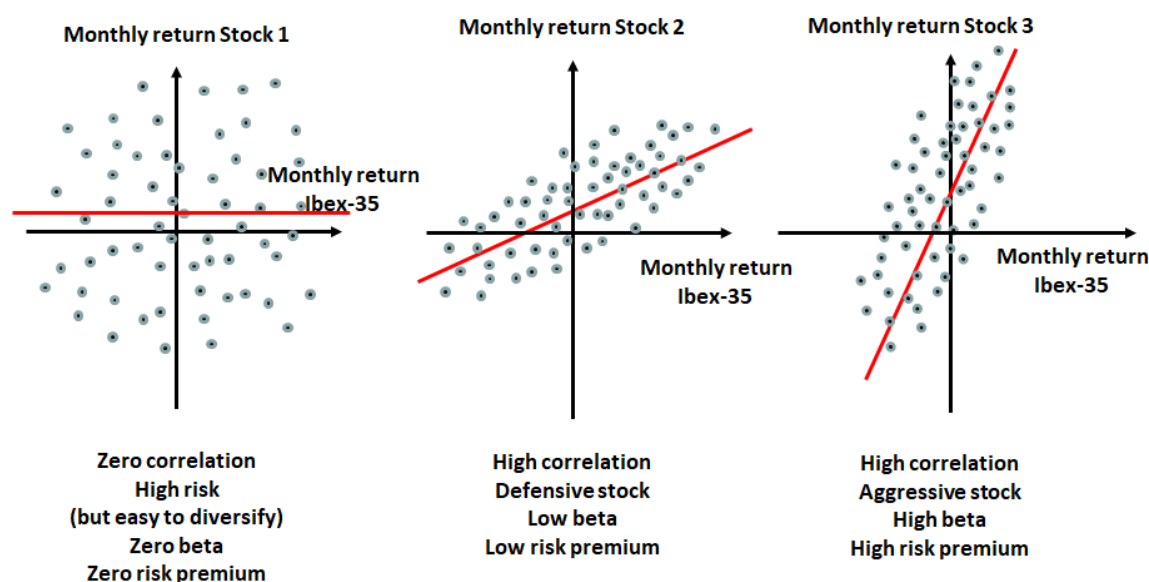 Monthly return Stock 1
Monthly return
Ibex-35
Zero correlation
High risk
(but easy to diversify)
Zero beta
Zero risk premium
Monthly return Stock 2
Monthly return
Ibex-35
High correlation
Defensive stock
Low beta
Low risk premium
Monthly return Stock 3
Monthly return
Ibex-35
High correlation
Aggressive stock
High beta
High risk premium